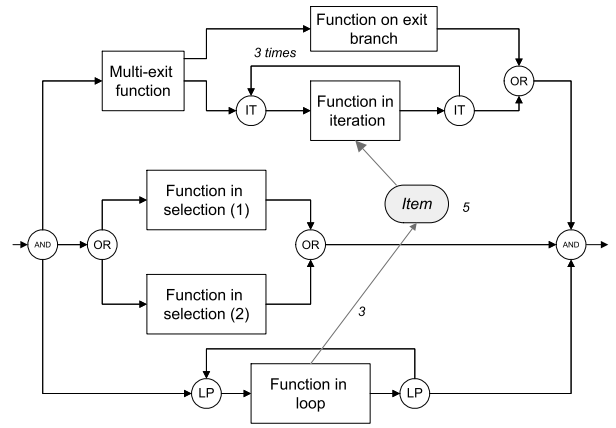 Function on exit
branch
3 times
Multi-exit
function
OR
IT
Function in
iteration
IT
Function in
selection (1)
Item
5
AND
OR
OR
AND
Function in
selection (2)
3
LP
Function in
loop
LP